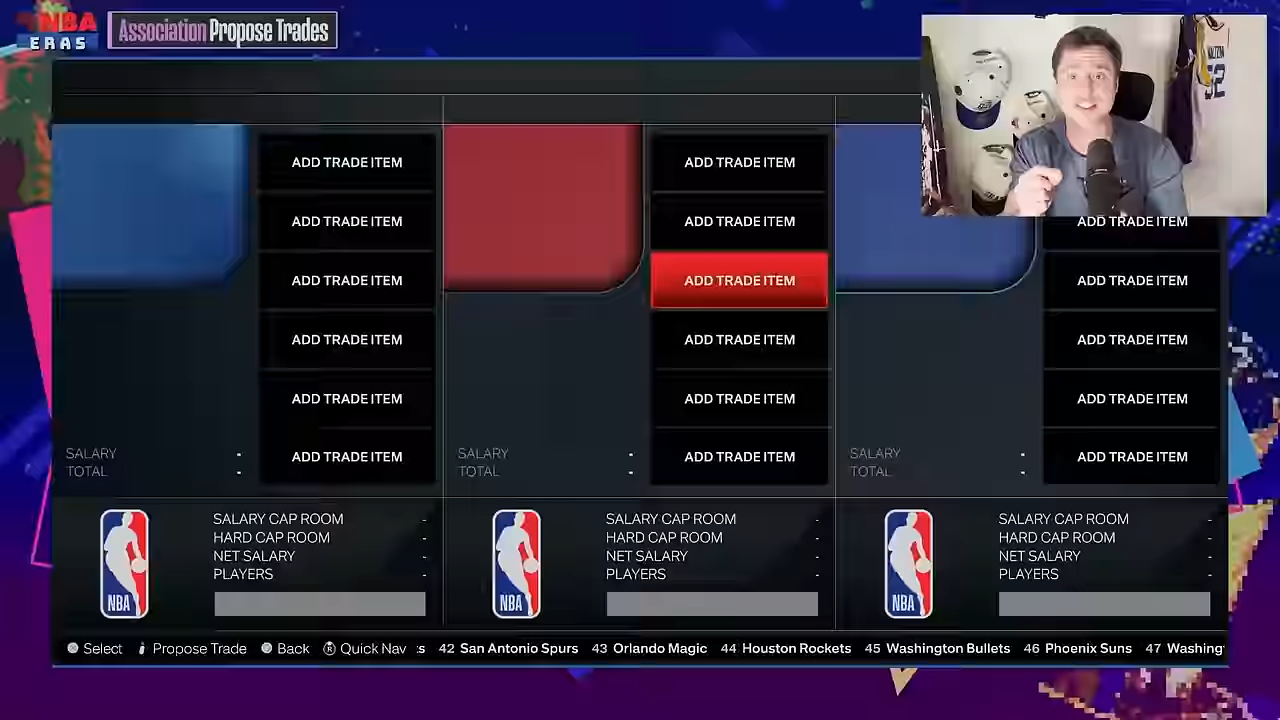 NBA
ERAS
Association Propose Trades
WALTON
52
ADD TRADE ITEM
ADD TRADE ITEM
ADD TRADE ITEM
ADD TRADE ITEM
ADD TRADE ITEM
ADD TRADE ITEM
SALARY -
TOTAL -
ADD TRADE ITEM
ADD TRADE ITEM
ADD TRADE ITEM
ADD TRADE ITEM
ADD TRADE ITEM
ADD TRADE ITEM
SALARY -
TOTAL -
ADD TRADE ITEM
ADD TRADE ITEM
ADD TRADE ITEM
ADD TRADE ITEM
ADD TRADE ITEM
SALARY -
TOTAL -
NBA
SALARY CAP ROOM -
HARD CAP ROOM -
NET SALARY -
PLAYERS -
NBA
SALARY CAP ROOM -
HARD CAP ROOM -
NET SALARY -
PLAYERS -
NBA
SALARY CAP ROOM -
HARD CAP ROOM -
NET SALARY -
PLAYERS -
Select Propose Trade Back Quick Nav s 42 San Antonio Spurs 43 Orlando Magic 44 Houston Rockets 45 Washington Bullets 46 Phoenix Suns 47 Washing